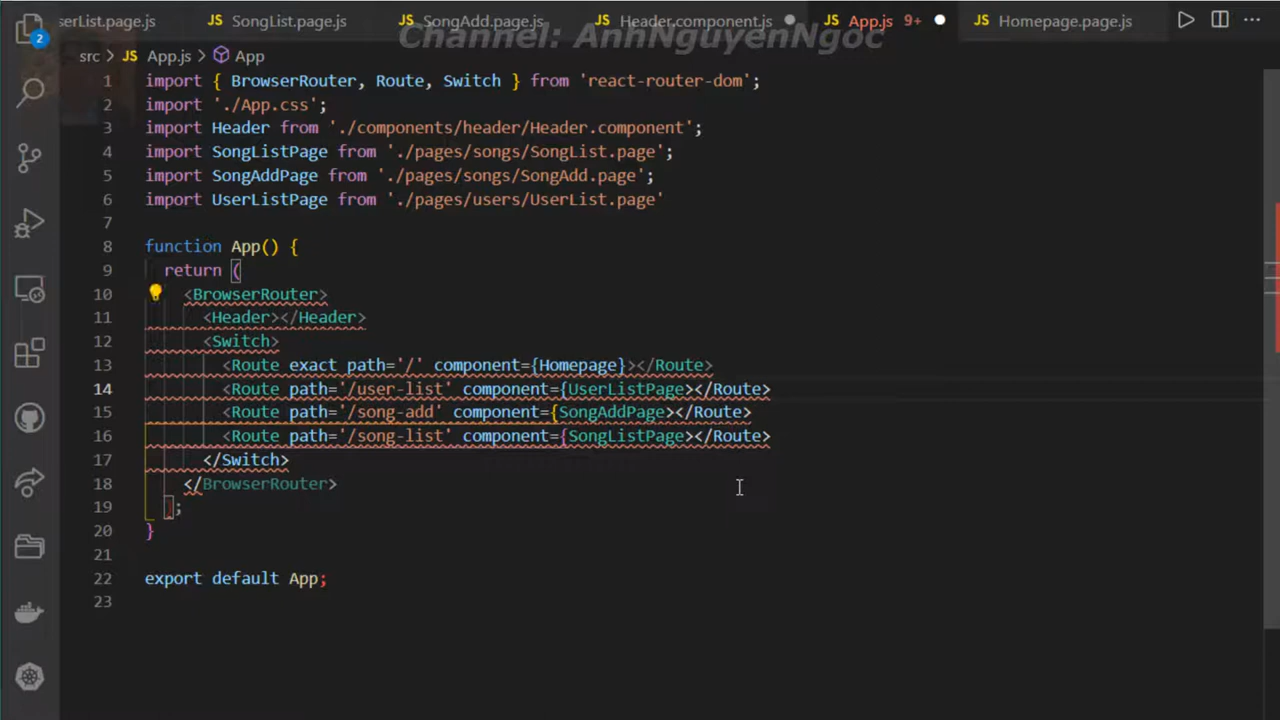 serList.page.js JS SongList.page.js JS SongAdd.page.js JS Header.component.js JS App.js 9+ JS Homepage.page.js
Channel: AnhNguyenNgoc
2
src > JS App.js > App
1 import { BrowserRouter, Route, Switch } from 'react-router-dom';
2 import './App.css';
3 import Header from './components/header/Header.component';
4 import SongListPage from './pages/songs/SongList.page';
5 import SongAddPage from './pages/songs/SongAdd.page';
6 import UserListPage from './pages/users/UserList.page'
7
8 function App() {
9 return (
10 <BrowserRouter>
11 <Header></Header>
12 <Switch>
13 <Route exact path='/' component={Homepage}></Route>
14 <Route path='/user-list' component={UserListPage></Route>
15 <Route path='/song-add' component={SongAddPage></Route>
16 <Route path='/song-list' component={SongListPage></Route>
17 </Switch>
18 </BrowserRouter>
19 );
20 }
21
22 export default App;
23